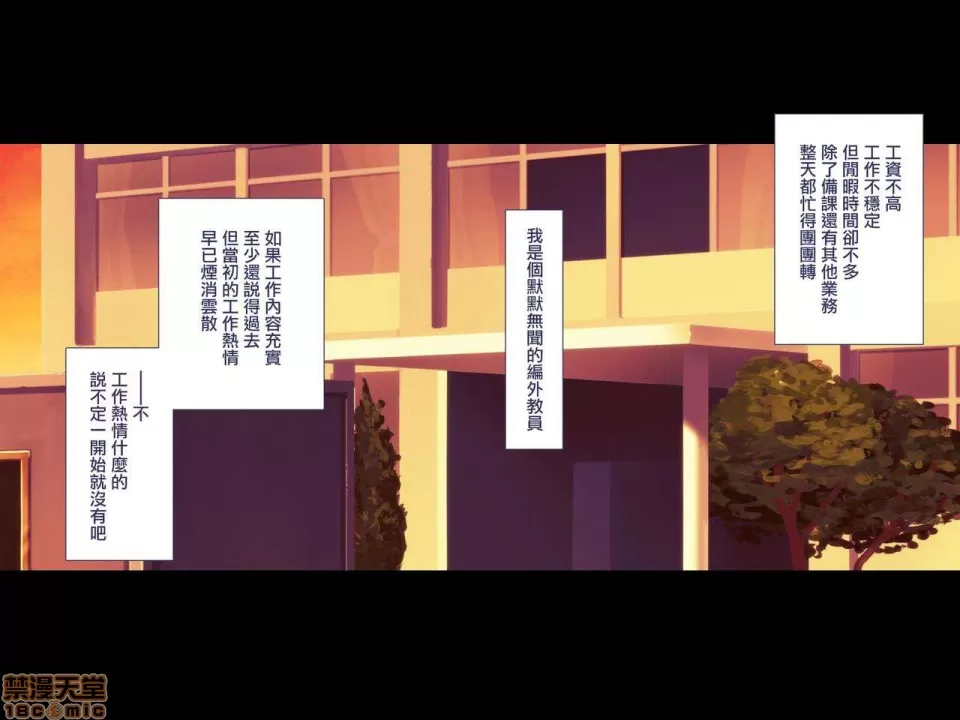 工資不高
工作不穩定
但閒暇時間卻不多
除了備課還有其他業務
整天都忙得團團轉
我是個默默無聞的編外教員
如果工作內容充實
至少還說得過去
但當初的工作熱情
早已煙消雲散
——不
工作熱情什麼的
說不定一開始就沒有吧
禁漫天堂
18comic